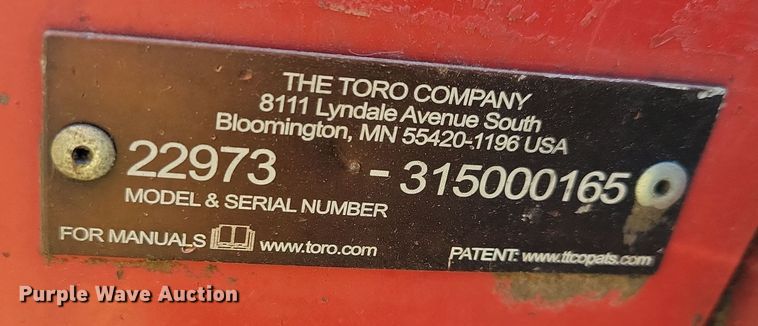 THE TORO COMPANY
8111 Lyndale Avenue South
Bloomington, MN 55420-1196 USA
22973 - 315000165
MODEL & SERIAL NUMBER
FOR MANUALS www.toro.com
PATENT: www.ttcopats.com
Purple Wave Auction